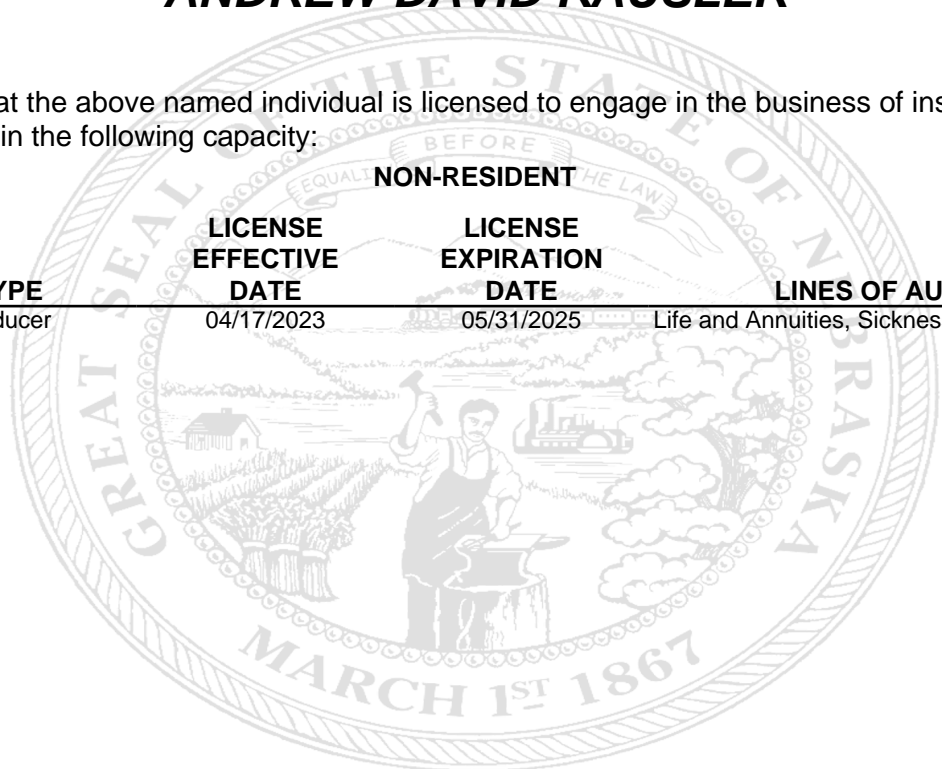 ANDREW DAVID
at the above named individual is licensed to engage in the business of ins
in the following capacity:
NON-RESIDENT
LICENSE LICENSE
EFFECTIVE EXPIRATION
YPE DATE DATE LINES OF AU
ducer 04/17/2023 05/31/2025 Life and Annuities, Sicknes
GREAT SEAL OF THE STATE OF NEBRASKA
EQUALI BEFORE THE LAW
MARCH 1ST 1867